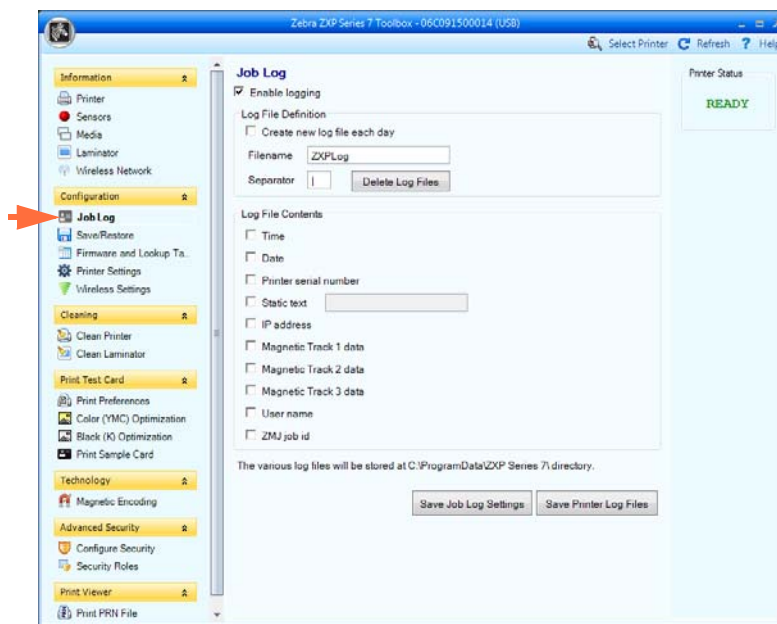 Zebra ZXP Series 7 Toolbox - 06C091500014 (USB)
Select Printer Refresh ? Help
Information
Printer
Sensors
Media
Laminator
Wireless Network
Configuration
Job Log
Save/Restore
Firmware and Lookup Ta..
Printer Settings
Wireless Settings
Cleaning
Clean Printer
Clean Laminator
Print Test Card
Print Preferences
Color (YMC) Optimization
Black (K) Optimization
Print Sample Card
Technology
Magnetic Encoding
Advanced Security
Configure Security
Security Roles
Print Viewer
Print PRN File
Job Log
Enable logging
Log File Definition
Create new log file each day
Filename ZXPLog
Separator | Delete Log Files
Log File Contents
Time
Date
Printer serial number
Static text
IP address
Magnetic Track 1 data
Magnetic Track 2 data
Magnetic Track 3 data
User name
ZMJ job id
The various log files will be stored at C:\ProgramData\ZXP Series 7\ directory.
Save Job Log Settings Save Printer Log Files
Printer Status
READY